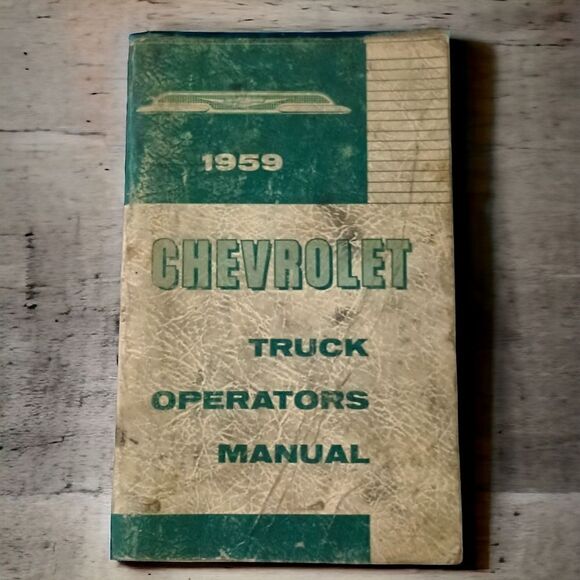 1959
CHEVROLET
TRUCK
OPERATORS
MANUAL